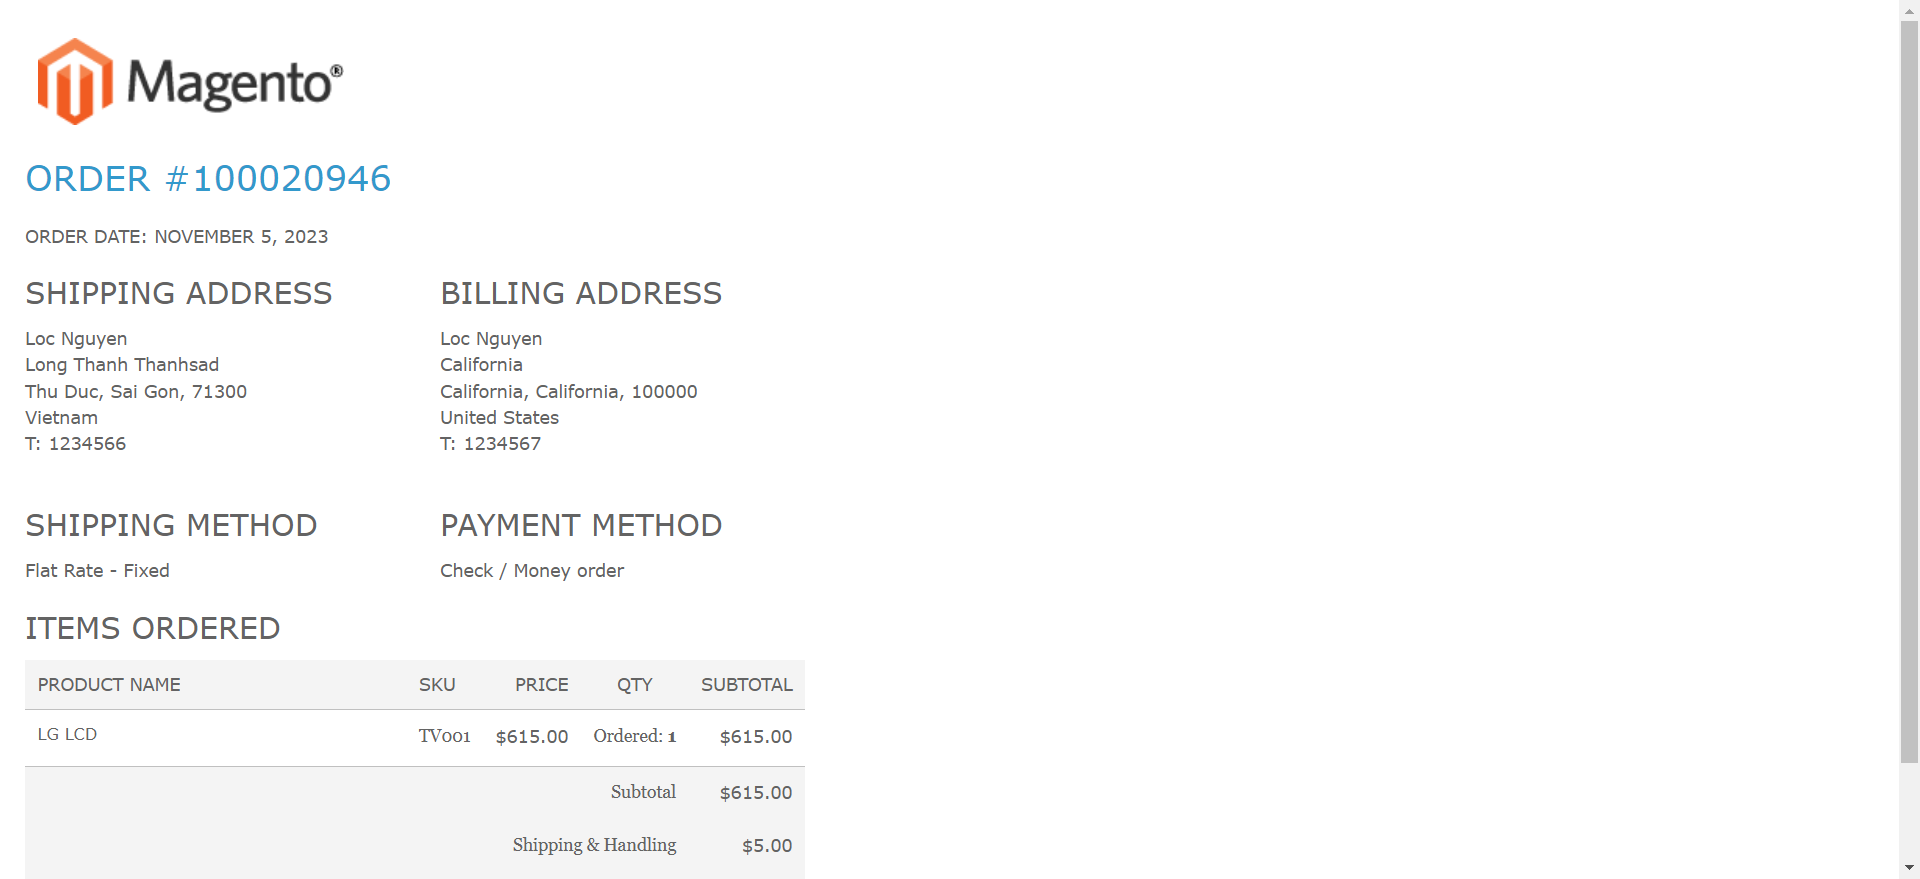 Magento®
ORDER #100020946
ORDER DATE: NOVEMBER 5, 2023
SHIPPING ADDRESS
Loc Nguyen
Long Thanh Thanhsad
Thu Duc, Sai Gon, 71300
Vietnam
T: 1234566
BILLING ADDRESS
Loc Nguyen
California
California, California, 100000
United States
T: 1234567
SHIPPING METHOD
Flat Rate - Fixed
PAYMENT METHOD
Check / Money order
ITEMS ORDERED
PRODUCT NAME SKU PRICE QTY SUBTOTAL
LG LCD TV001 $615.00 Ordered: 1 $615.00
Subtotal $615.00
Shipping & Handling $5.00